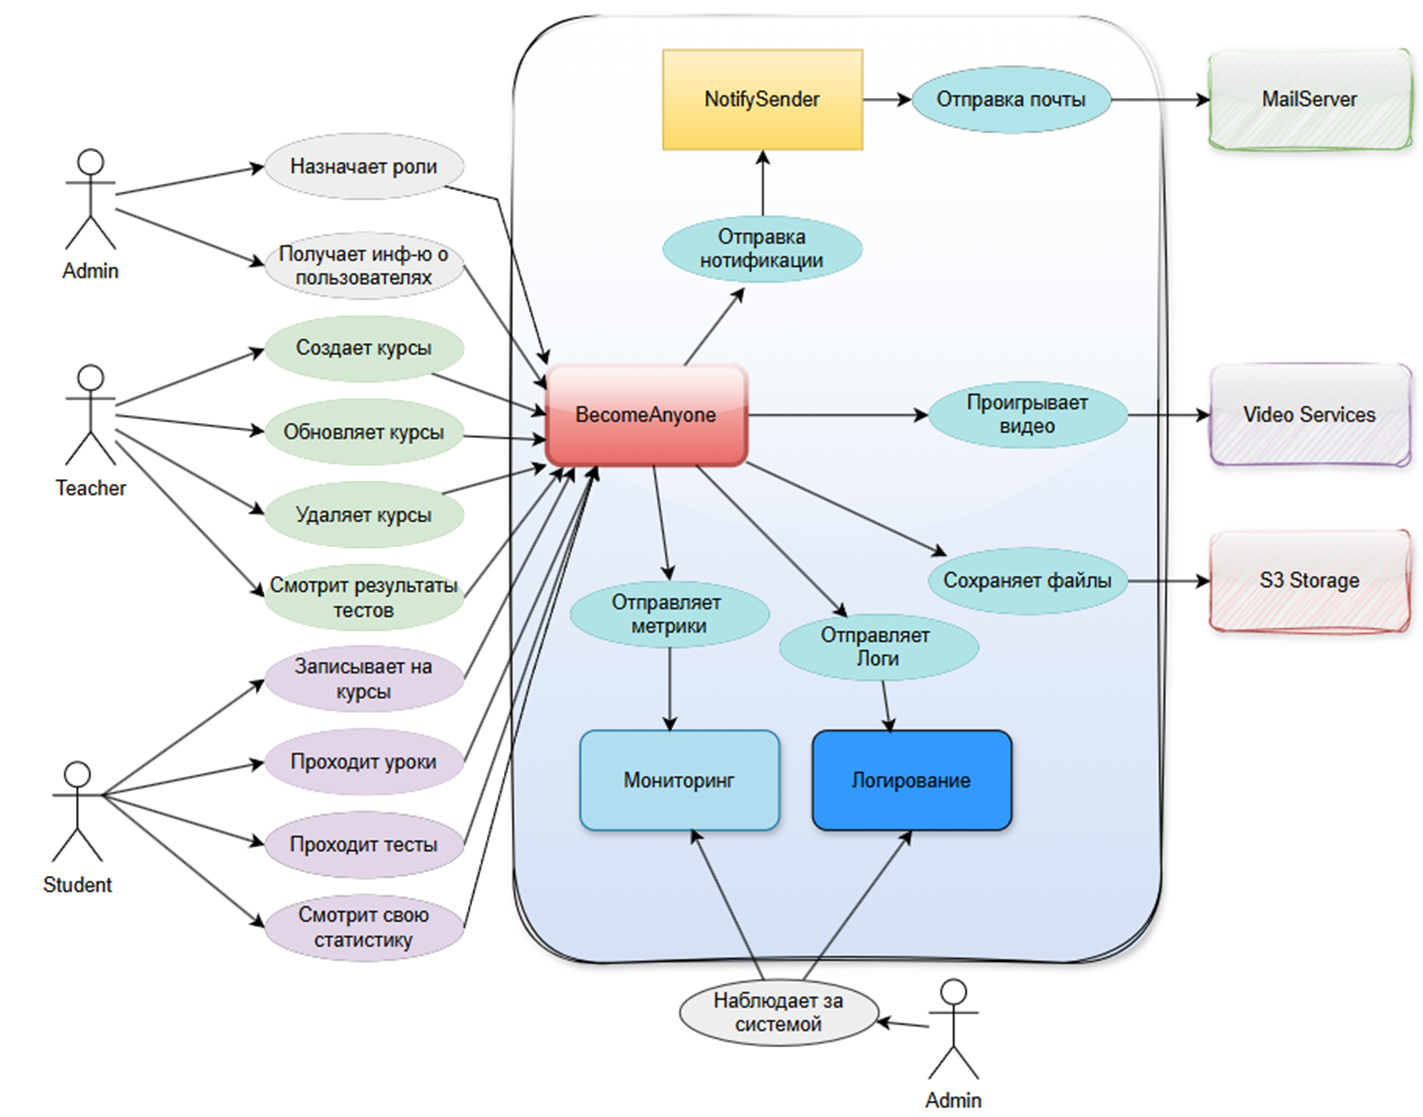 NotifySender
Отправка почты
MailServer
Назначает роли
Admin
Получает инф-ю о
пользователях
Отправка
нотификации
Создает курсы
Teacher
Обновляет курсы
Удаляет курсы
Смотрит результаты
тестов
BecomeAnyone
Проигрывает
видео
Video Services
Сохраняет файлы
S3 Storage
Отправляет
метрики
Отправляет
Логи
Записывает на
курсы
Проходит уроки
Student
Проходит тесты
Смотрит свою
статистику
Мониторинг
Логирование
Наблюдает за
системой
Admin